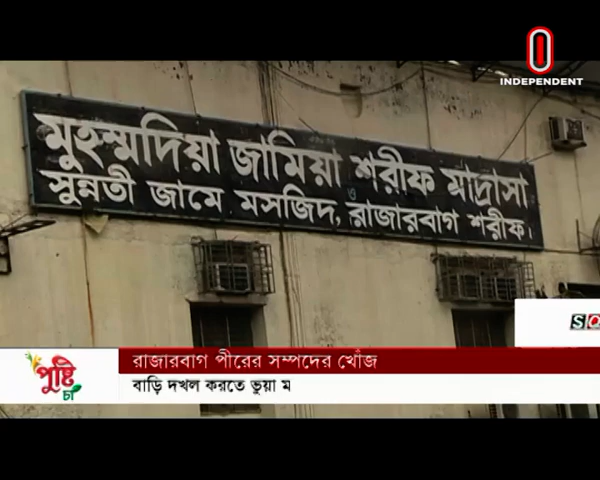 INDEPENDENT
মুহম্মদিয়া জামিয়া শরীফ মাদ্রাসা
ও
সুন্নতী জামে মসজিদ, রাজারবাগ শরীফ।
পুষ্টি
চা
রাজারবাগ পীরের সম্পদের খোঁজ
বাড়ি দখল করতে ভুয়া ম